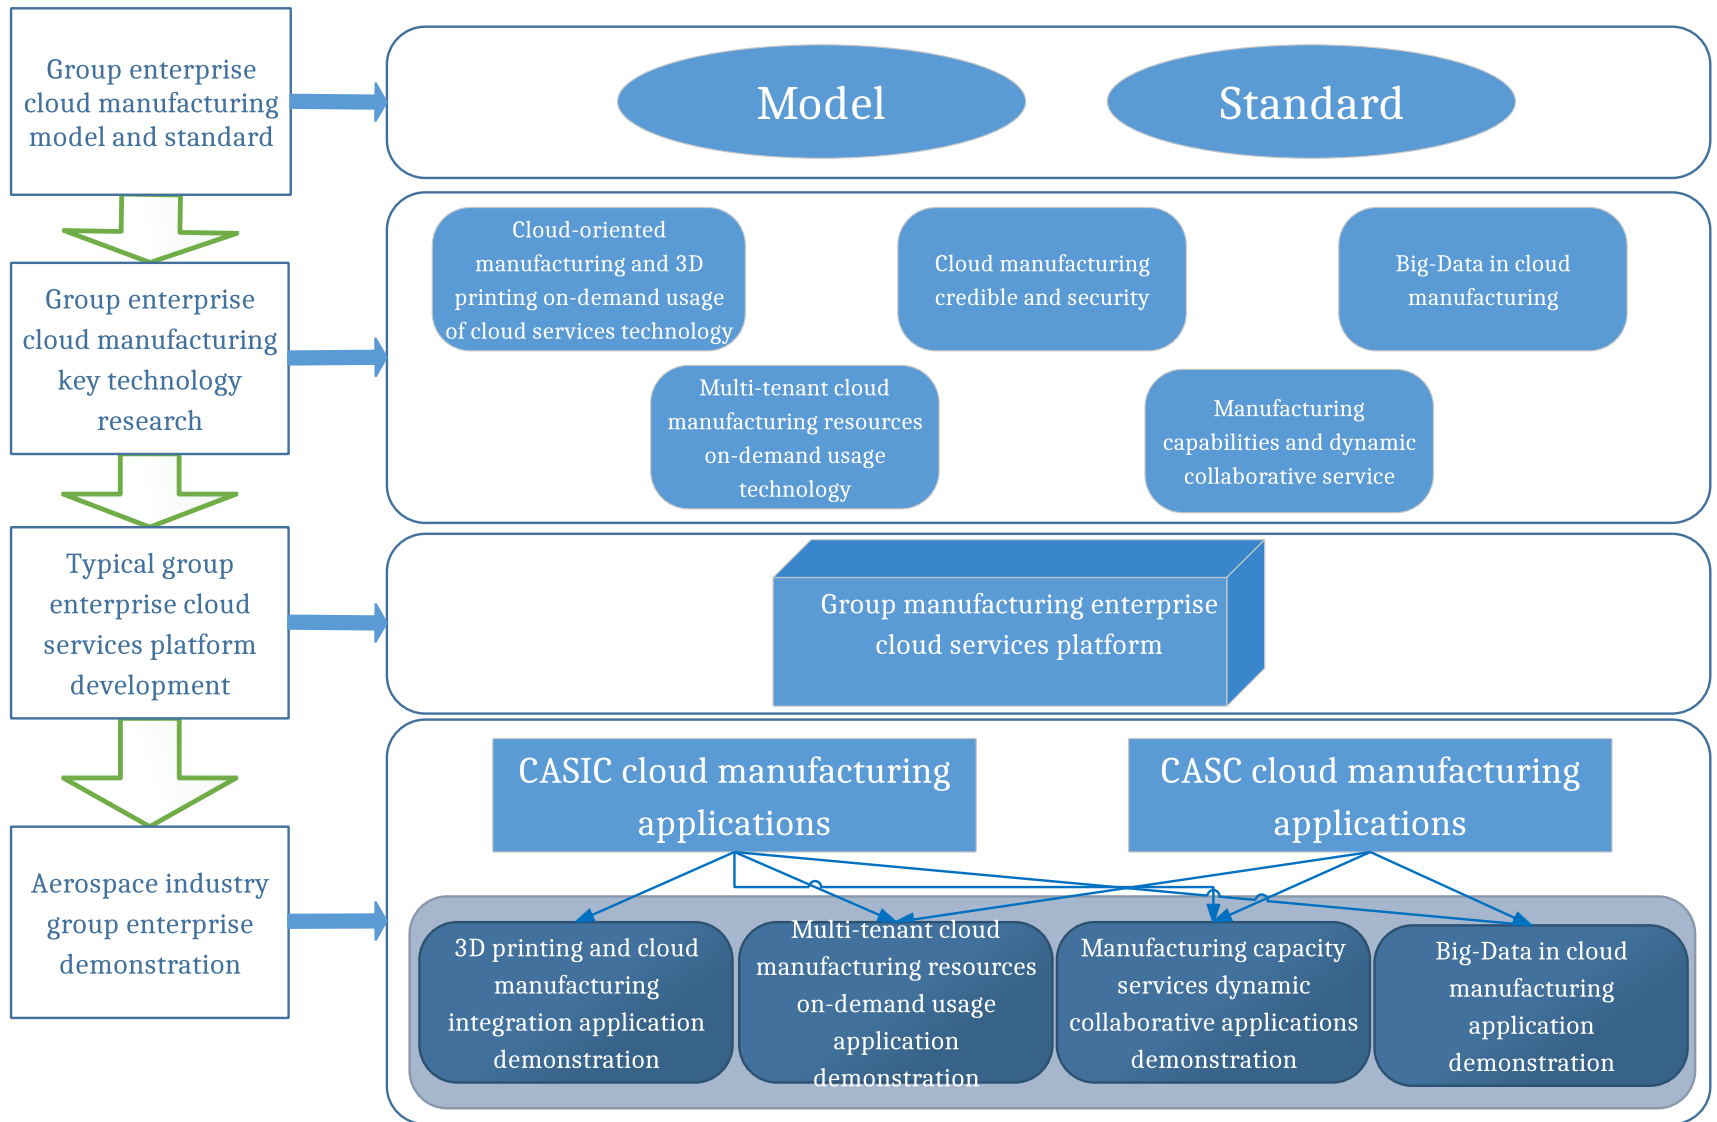 Group enterprise
cloud manufacturing
model and standard
Model
Standard
Group enterprise
cloud manufacturing
key technology
research
Cloud-oriented
manufacturing and 3D
printing on-demand usage
of cloud services technology
Cloud manufacturing
credible and security
Big-Data in cloud
manufacturing
Multi-tenant cloud
manufacturing resources
on-demand usage
technology
Manufacturing
capabilities and dynamic
collaborative service
Typical group
enterprise cloud
services platform
development
Group manufacturing enterprise
cloud services platform
Aerospace industry
group enterprise
demonstration
CASIC cloud manufacturing
applications
CASC cloud manufacturing
applications
3D printing and cloud
manufacturing
integration application
demonstration
Multi-tenant cloud
manufacturing resources
on-demand usage
application
demonstration
Manufacturing capacity
services dynamic
collaborative applications
demonstration
Big-Data in cloud
manufacturing
application
demonstration